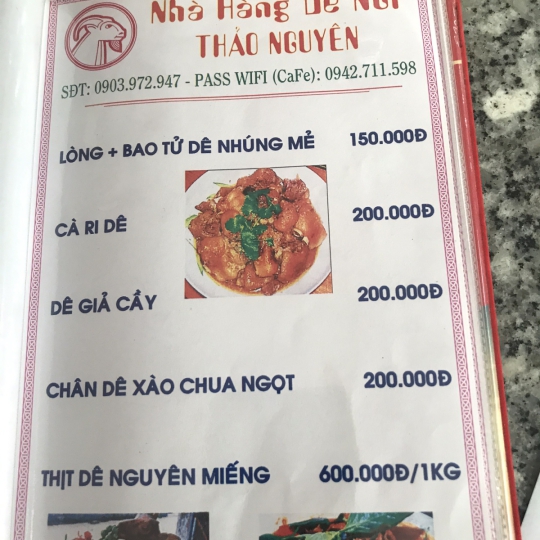 Nhà Hàng Dê Núi
THẢO NGUYÊN
SĐT: 0903.972.947 - PASS WIFI (CaFe): 0942.711.598
LÒNG + BAO TỬ DÊ NHÚNG MẺ 150.000Đ
CÀ RI DÊ 200.000Đ
DÊ GIẢ CẦY 200.000Đ
CHÂN DÊ XÀO CHUA NGỌT 200.000Đ
THỊT DÊ NGUYÊN MIẾNG 600.000Đ/1KG